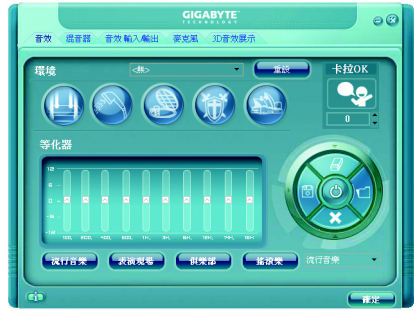 GIGABYTE
TECHNOLOGY
音效 混音器 音效輸入/輸出 麥克風 3D音效展示
環境 <無> 重設 卡拉OK
0
等化器
流行音樂 表演現場 俱樂部 搖滾樂 流行音樂
確定